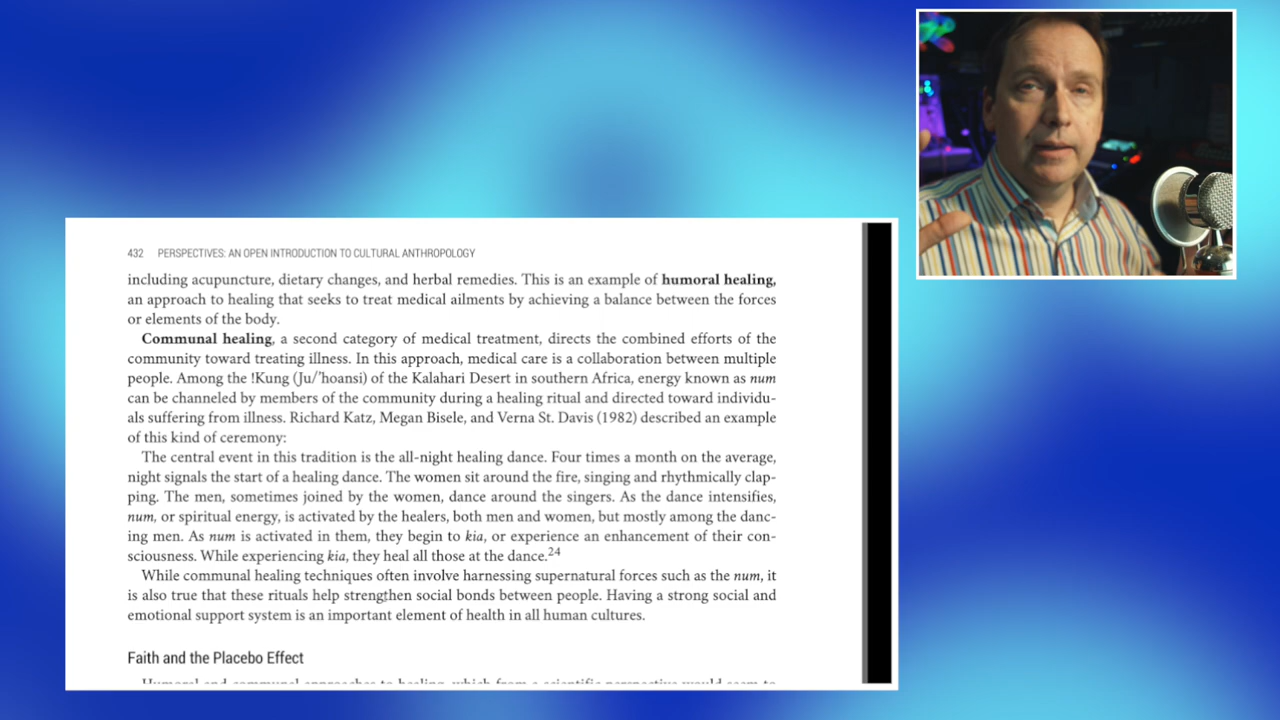 432 PERSPECTIVES: AN OPEN INTRODUCTION TO CULTURAL ANTHROPOLOGY
including acupuncture, dietary changes, and herbal remedies. This is an example of humoral healing,
an approach to healing that seeks to treat medical ailments by achieving a balance between the forces
or elements of the body.
Communal healing, a second category of medical treatment, directs the combined efforts of the
community toward treating illness. In this approach, medical care is a collaboration between multiple
people. Among the !Kung (Ju/'hoansi) of the Kalahari Desert in southern Africa, energy known as num
can be channeled by members of the community during a healing ritual and directed toward individu-
als suffering from illness. Richard Katz, Megan Bisele, and Verna St. Davis (1982) described an example
of this kind of ceremony:
The central event in this tradition is the all-night healing dance. Four times a month on the average,
night signals the start of a healing dance. The women sit around the fire, singing and rhythmically clap-
ping. The men, sometimes joined by the women, dance around the singers. As the dance intensifies,
num, or spiritual energy, is activated by the healers, both men and women, but mostly among the danc-
ing men. As num is activated in them, they begin to kia, or experience an enhancement of their con-
sciousness. While experiencing kia, they heal all those at the dance.24
While communal healing techniques often involve harnessing supernatural forces such as the num, it
is also true that these rituals help strengthen social bonds between people. Having a strong social and
emotional support system is an important element of health in all human cultures.
Faith and the Placebo Effect